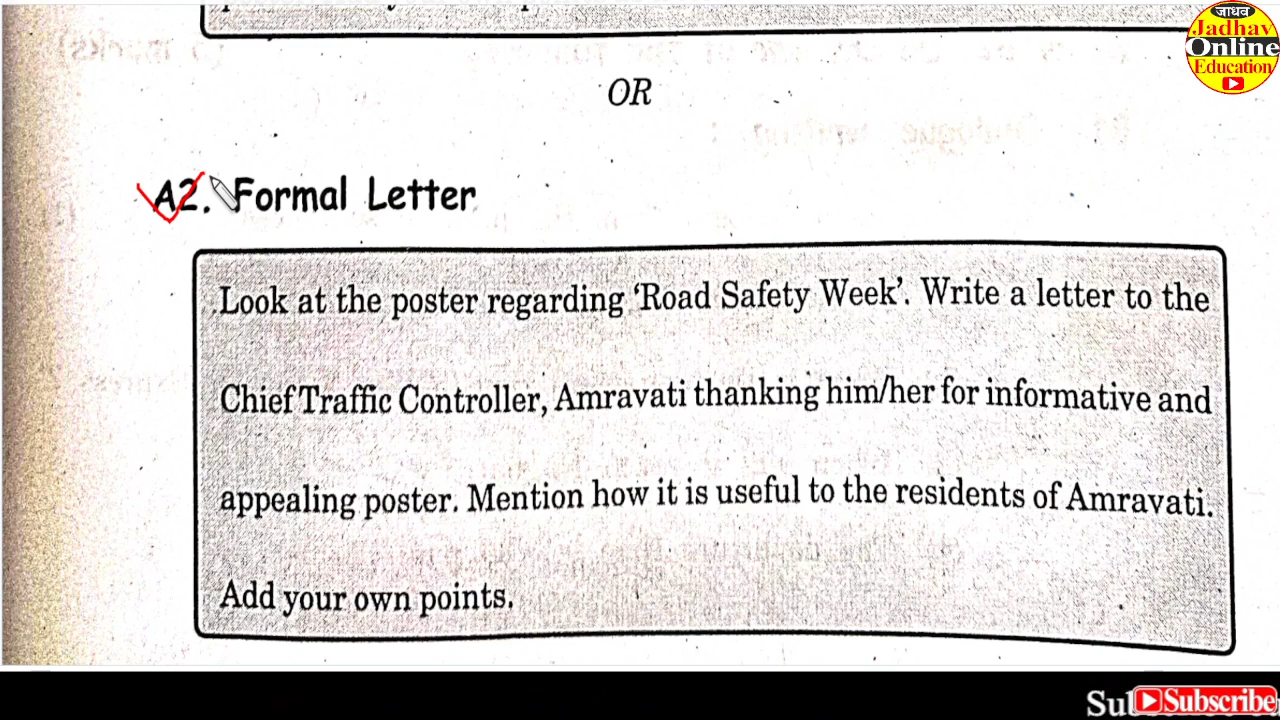 जाधव
Jadhav
Online
Education
OR
A2. Formal Letter
Look at the poster regarding ‘Road Safety Week’. Write a letter to the
Chief Traffic Controller, Amravati thanking him/her for informative and
appealing poster. Mention how it is useful to the residents of Amravati.
Add your own points.
Subscribe